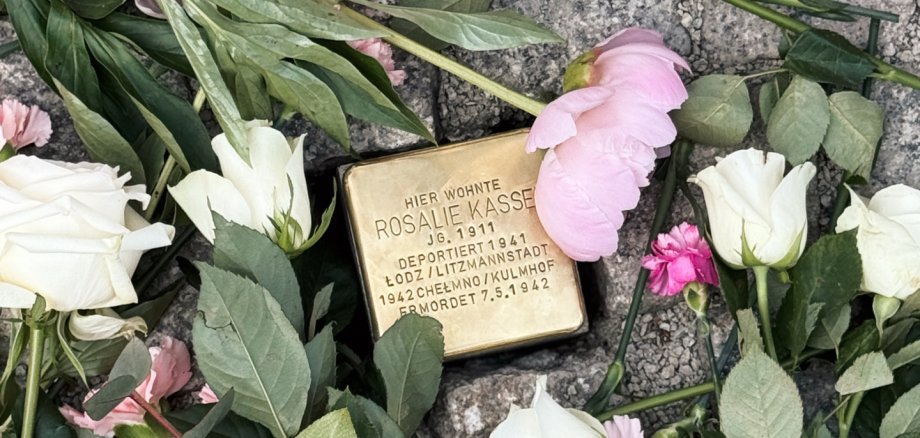 HIER WOHNTE
ROSALIE KASSE
JG. 1911
DEPORTIERT 1941
ŁODZ/LITZMANNSTADT
1942 CHEŁMNO/KULMHOF
ERMORDET 7.5.1942